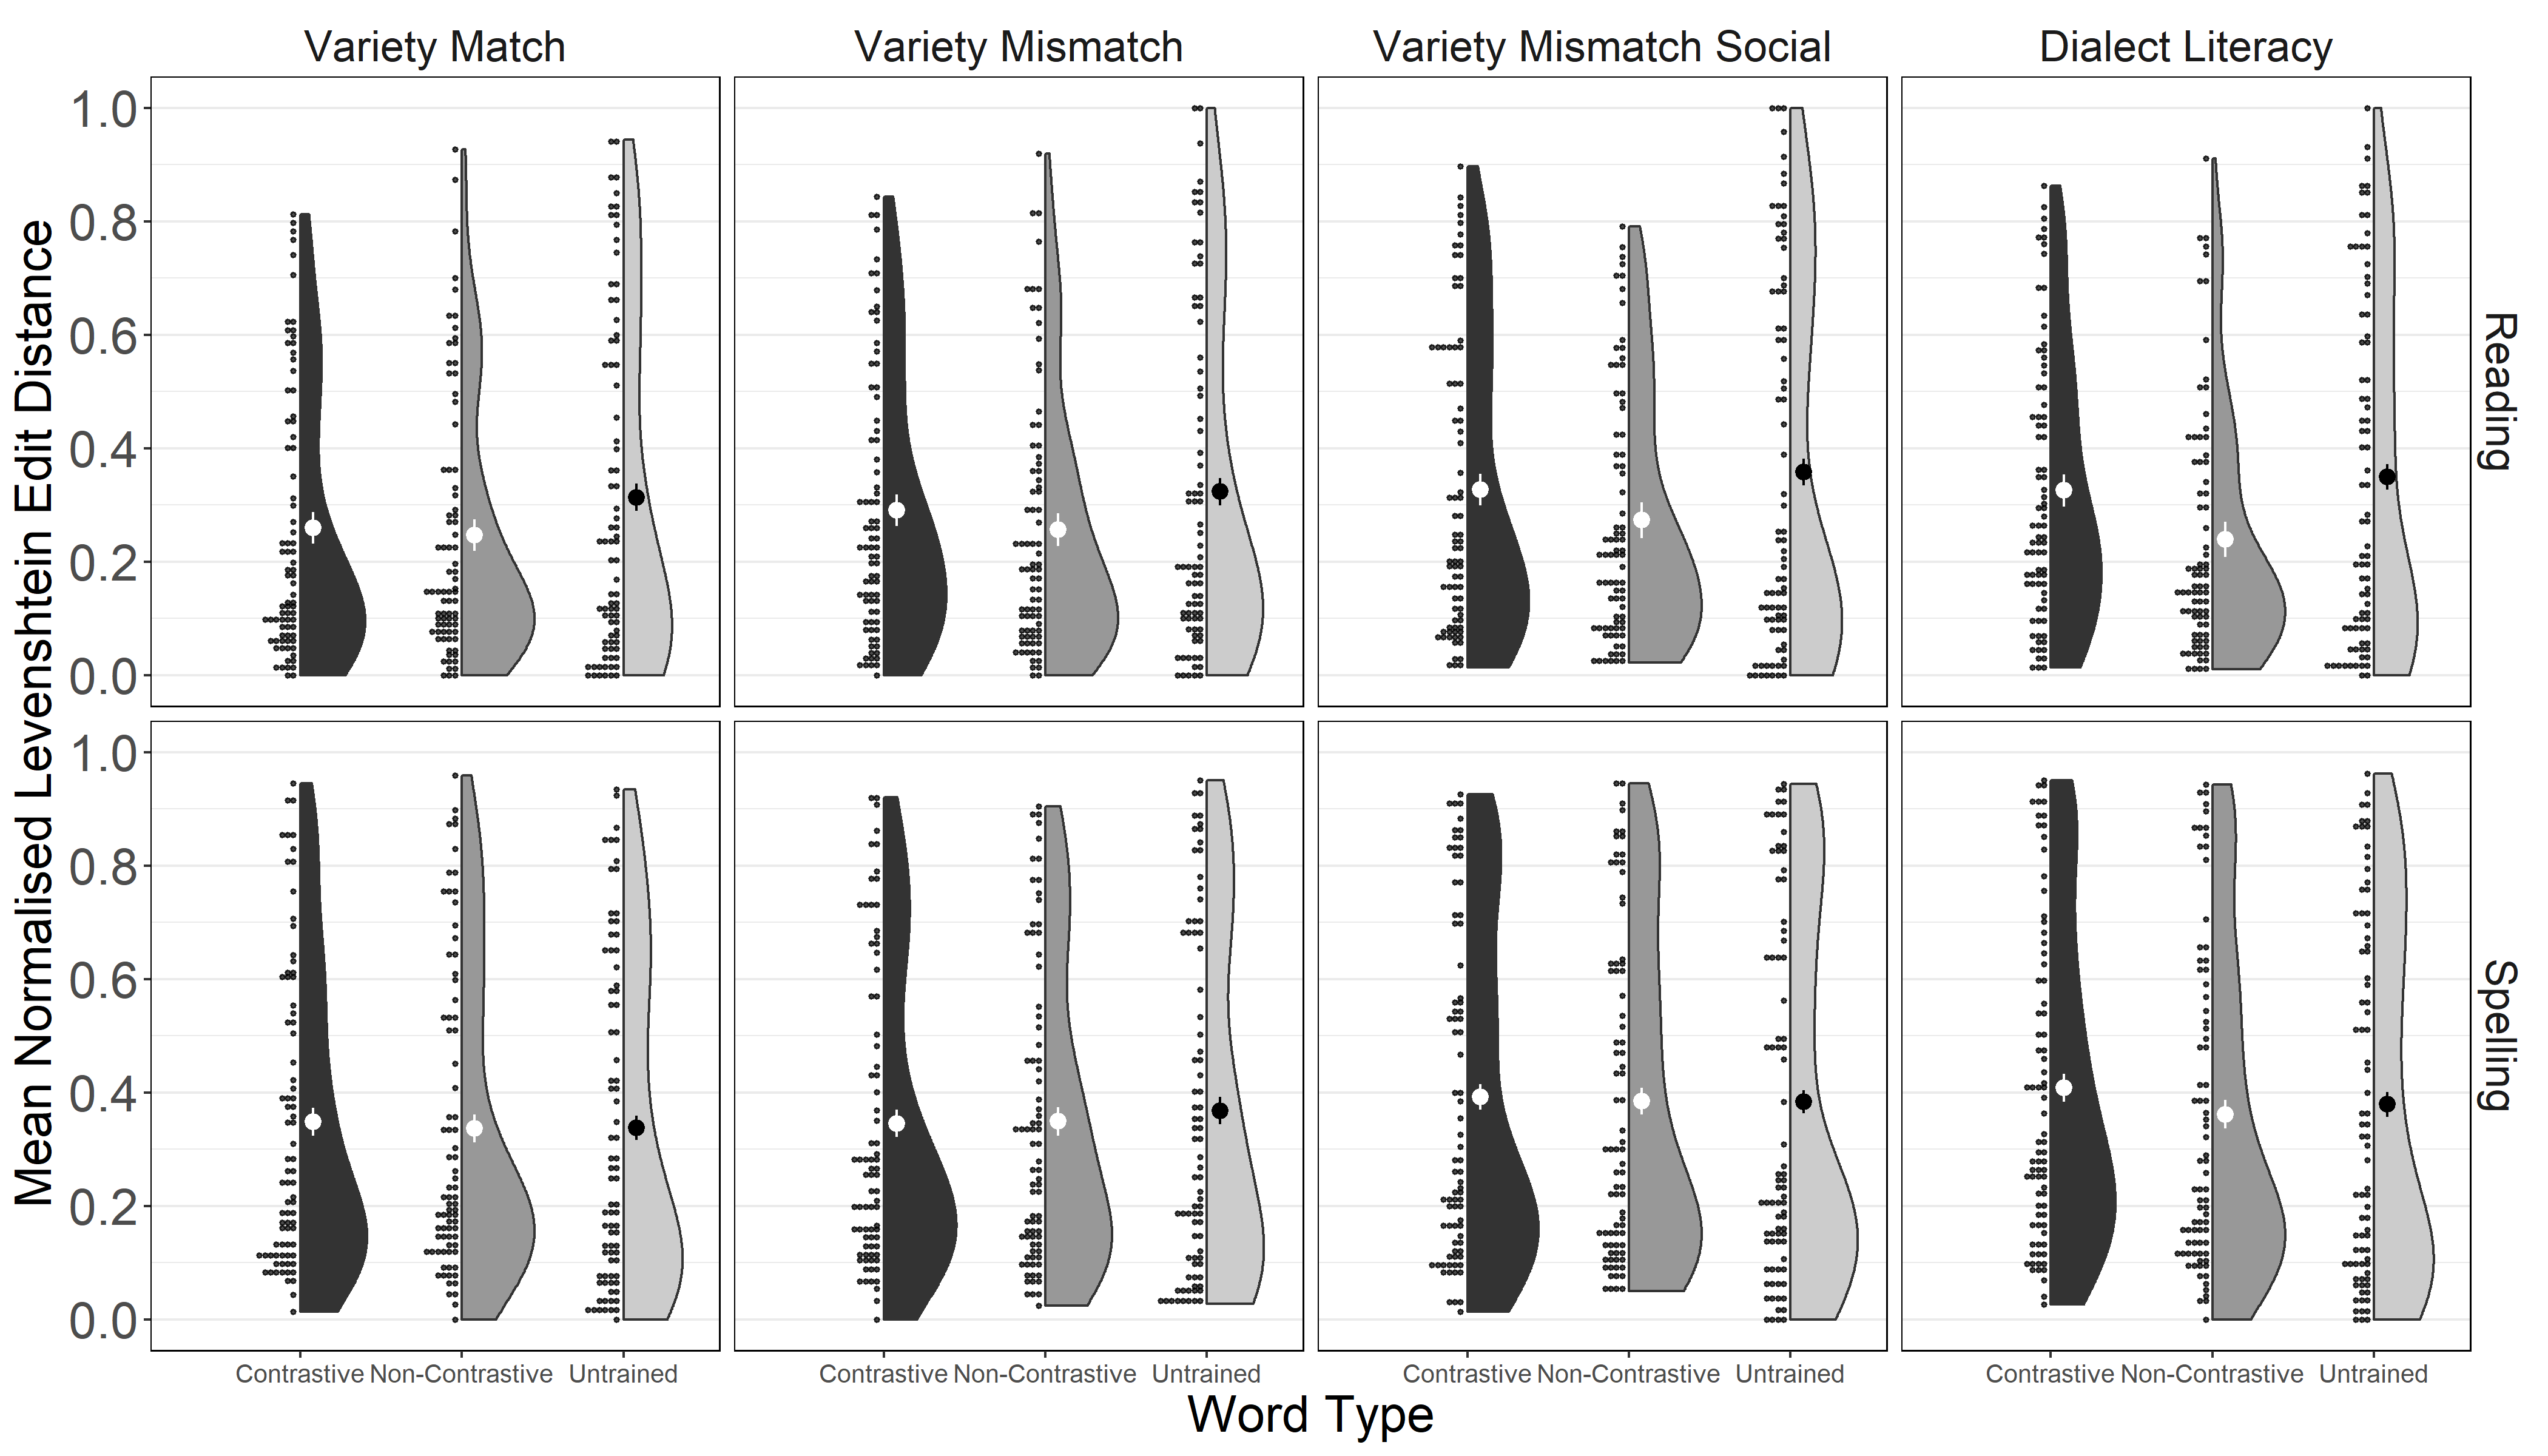 Variety Match Variety Mismatch Variety Mismatch Social Dialect Literacy
Mean Normalised Levenshtein Edit Distance
1.0
0.8
0.6
0.4
0.2
0.0
Reading
1.0
0.8
0.6
0.4
0.2
0.0
Spelling
Contrastive Non-Contrastive Untrained Contrastive Non-Contrastive Untrained Contrastive Non-Contrastive Untrained Contrastive Non-Contrastive Untrained
Word Type